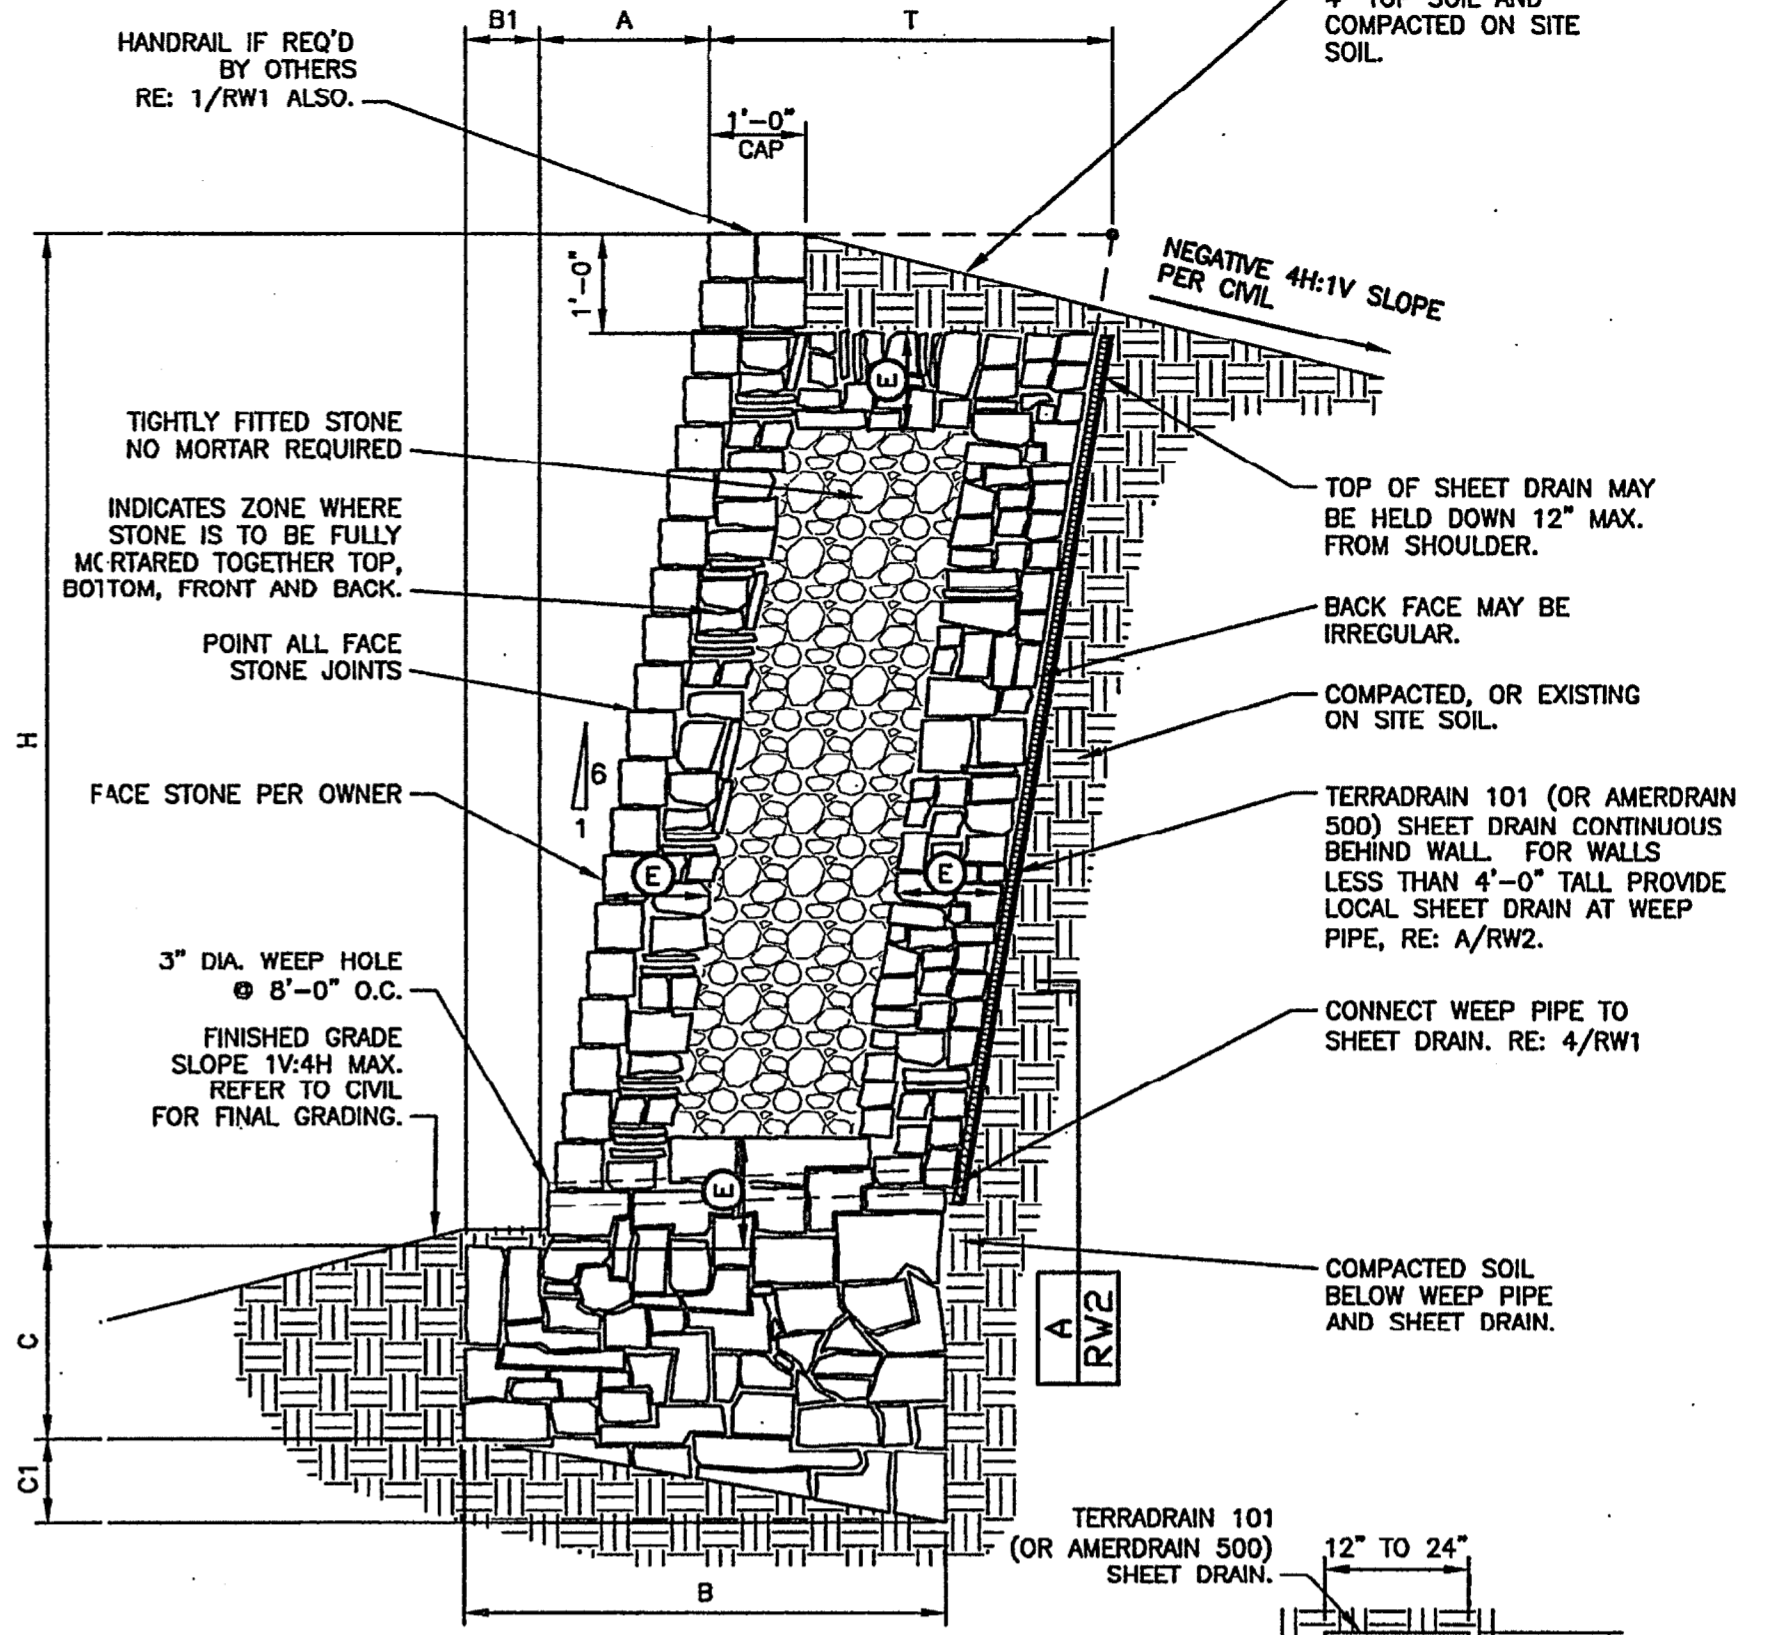 B1
A
T
4" TOP SOIL AND
COMPACTED ON SITE
SOIL.
HANDRAIL IF REQ'D
BY OTHERS
RE: 1/RW1 ALSO.
1'-0"
CAP
1'-0"
NEGATIVE 4H:1V SLOPE
PER CIVIL
H
TIGHTLY FITTED STONE
NO MORTAR REQUIRED
INDICATES ZONE WHERE
STONE IS TO BE FULLY
MORTARED TOGETHER TOP,
BOTTOM, FRONT AND BACK.
POINT ALL FACE
STONE JOINTS
6
1
FACE STONE PER OWNER
E
E
E
E
3" DIA. WEEP HOLE
@ 8'-0" O.C.
FINISHED GRADE
SLOPE 1V:4H MAX.
REFER TO CIVIL
FOR FINAL GRADING.
TOP OF SHEET DRAIN MAY
BE HELD DOWN 12" MAX.
FROM SHOULDER.
BACK FACE MAY BE
IRREGULAR.
COMPACTED, OR EXISTING
ON SITE SOIL.
TERRADRAIN 101 (OR AMERDRAIN
500) SHEET DRAIN CONTINUOUS
BEHIND WALL. FOR WALLS
LESS THAN 4'-0" TALL PROVIDE
LOCAL SHEET DRAIN AT WEEP
PIPE, RE: A/RW2.
CONNECT WEEP PIPE TO
SHEET DRAIN. RE: 4/RW1
COMPACTED SOIL
BELOW WEEP PIPE
AND SHEET DRAIN.
A
RW2
C
C1
B
TERRADRAIN 101
(OR AMERDRAIN 500)
SHEET DRAIN.
12" TO 24"